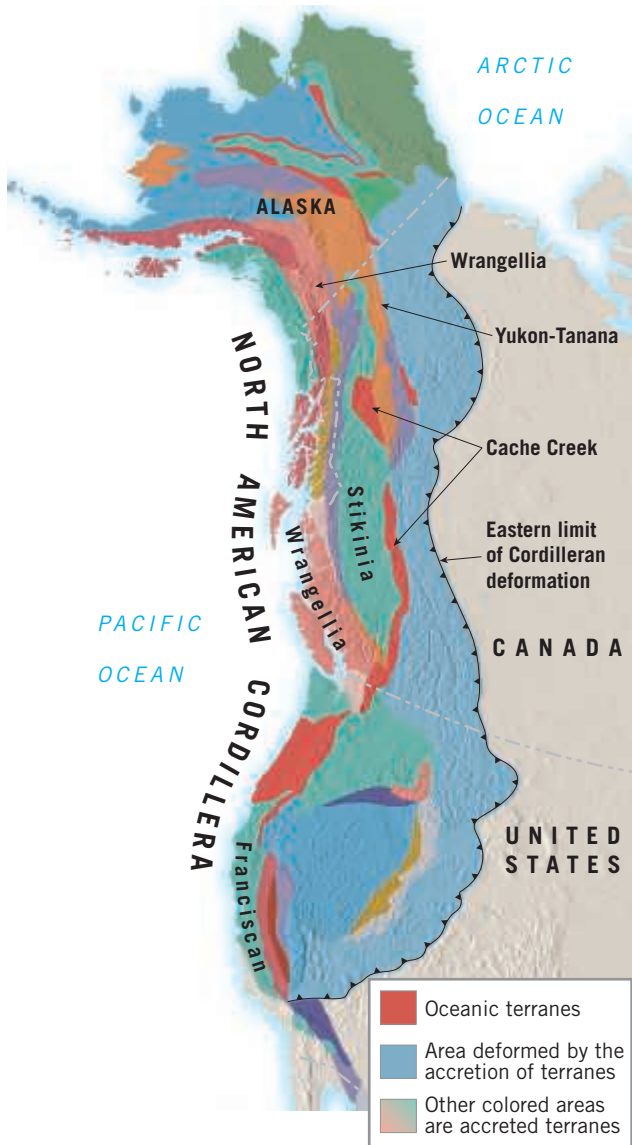 ARCTIC
OCEAN
ALASKA
Wrangellia
Yukon-Tanana
NORTH AMERICAN CORDILLERA
Cache Creek
Stikinia
Eastern limit
of Cordilleran
deformation
Wrangellia
PACIFIC
OCEAN
CANADA
UNITED
STATES
Franciscan
Oceanic terranes
Area deformed by the
accretion of terranes
Other colored areas
are accreted terranes